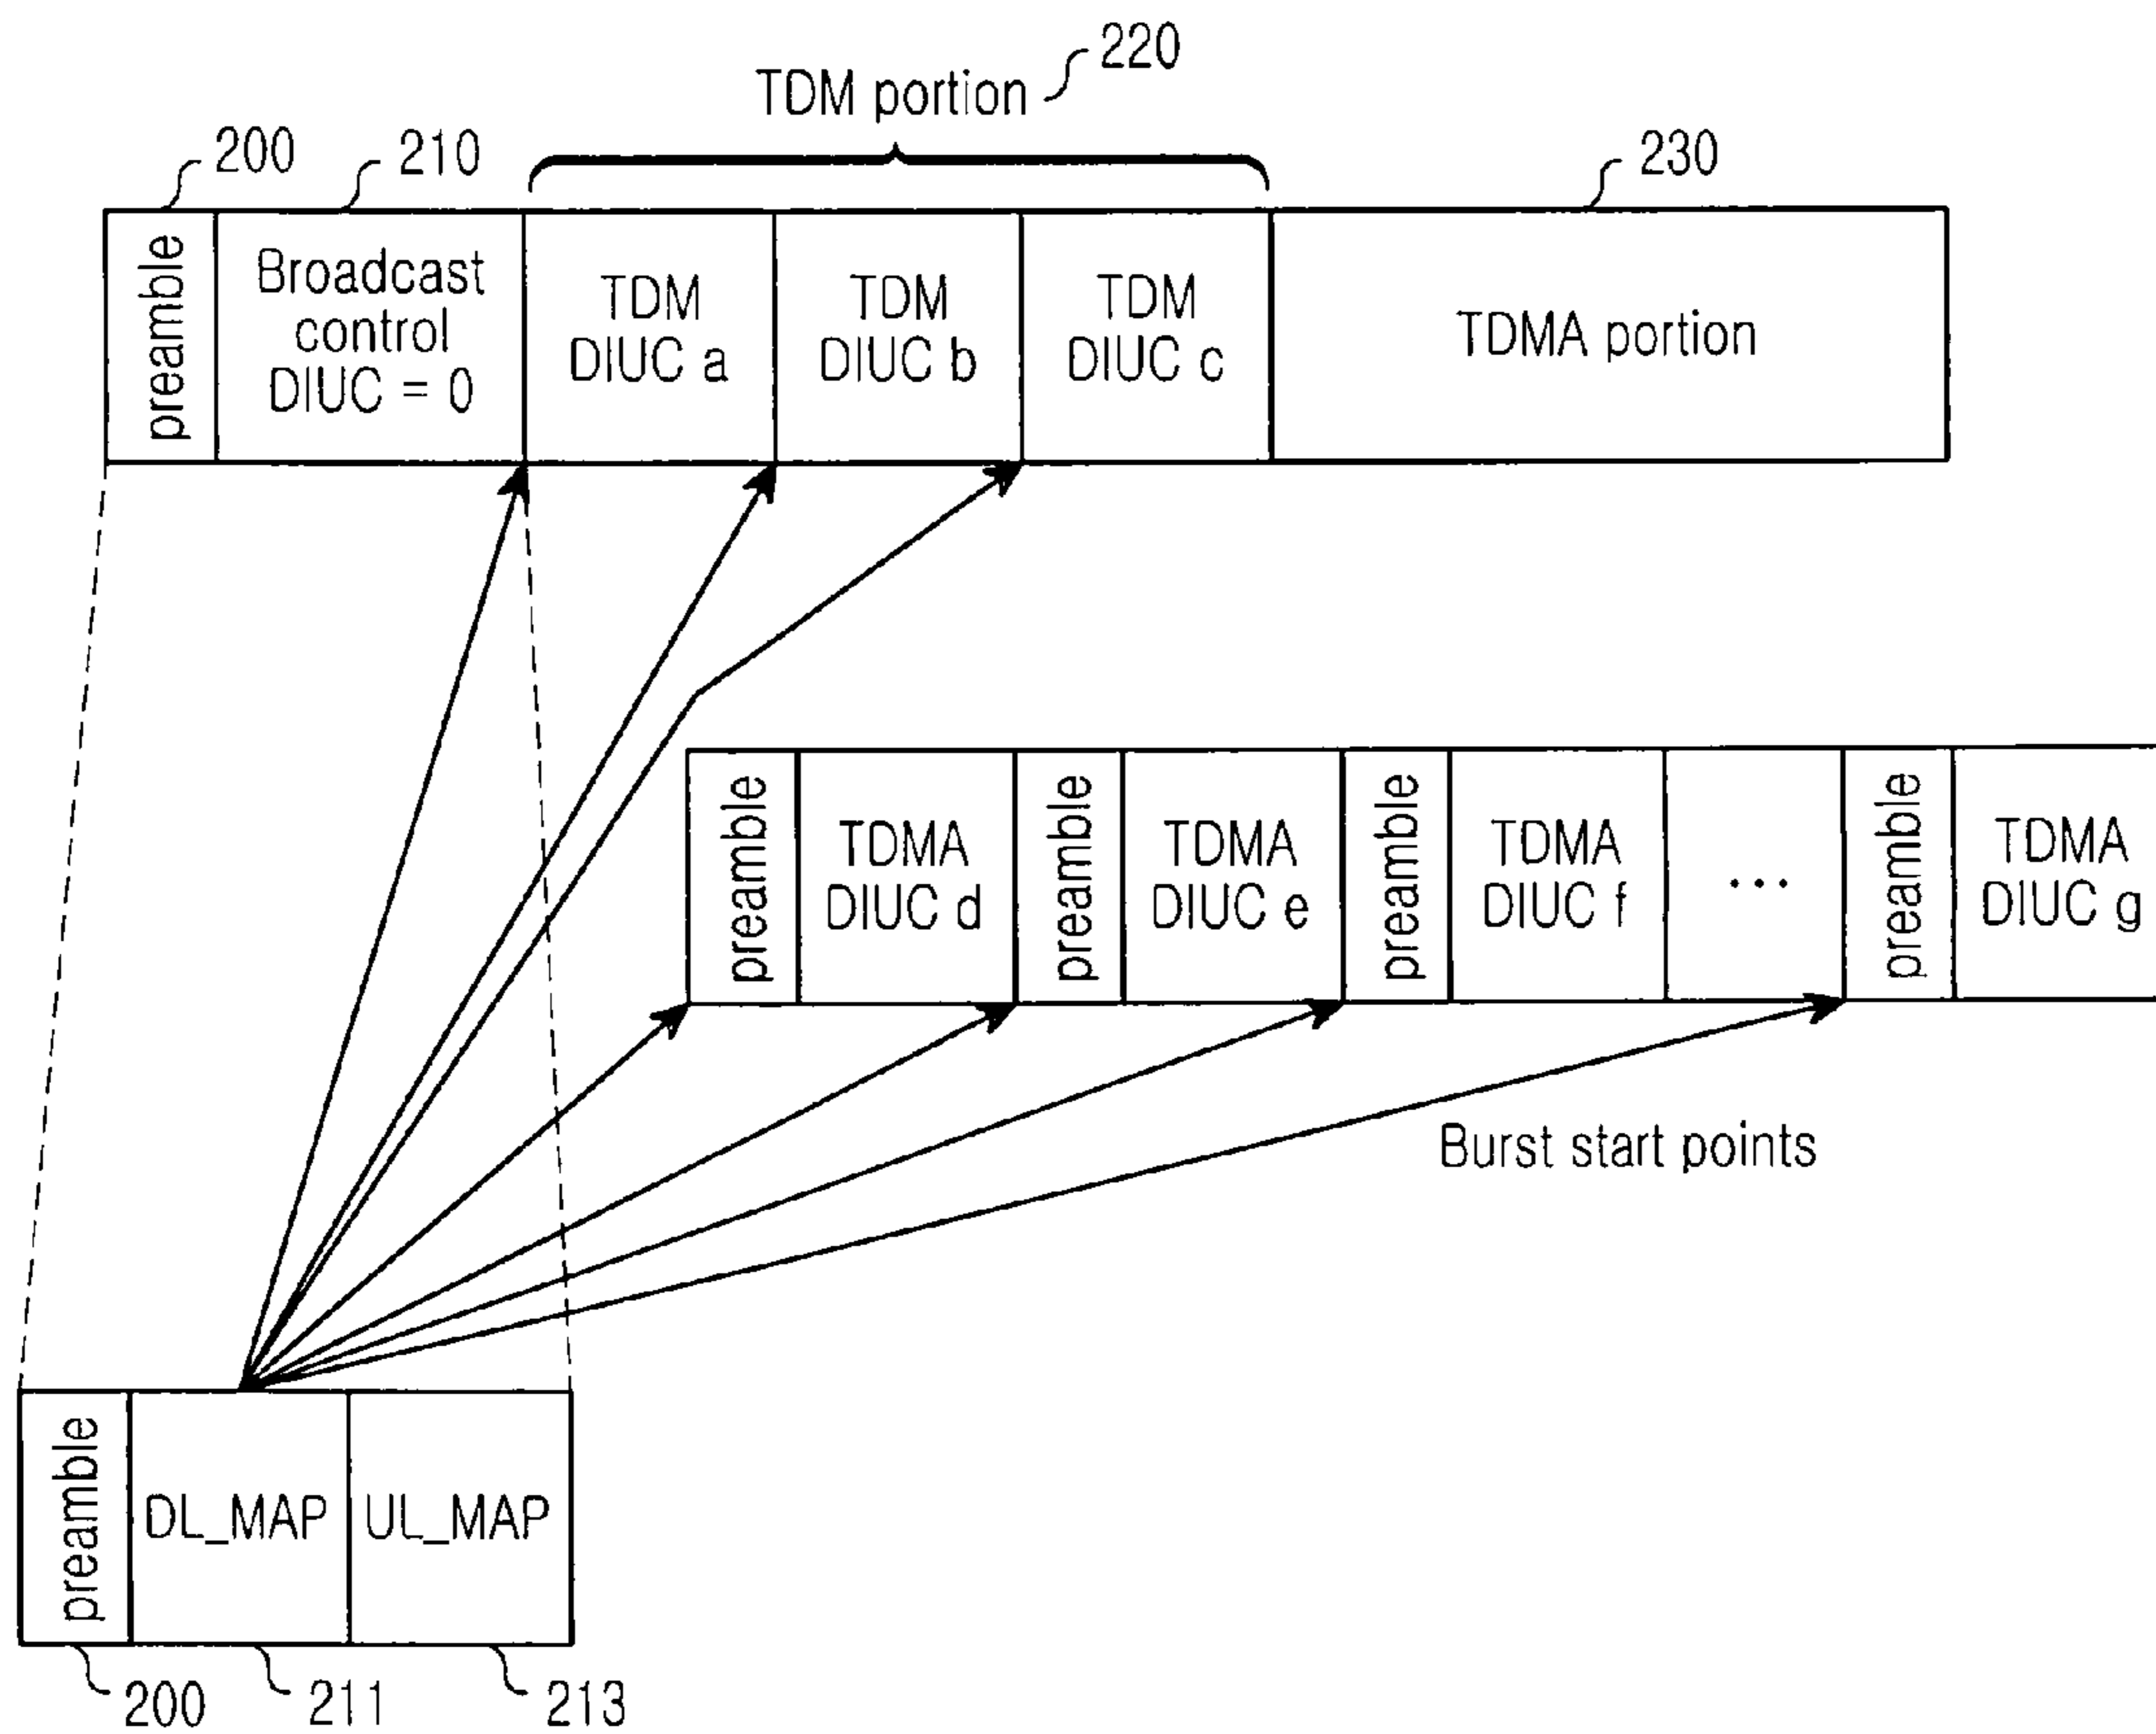 220
TDM portion
200
210
230
preamble
Broadcast
control
DIUC = 0
TDM
DIUC a
TDM
DIUC b
TDM
DIUC c
TDMA portion
preamble
TDMA
DIUC d
preamble
TDMA
DIUC e
preamble
TDMA
DIUC f
...
preamble
TDMA
DIUC g
Burst start points
preamble
DL_MAP
UL_MAP
200
211
213